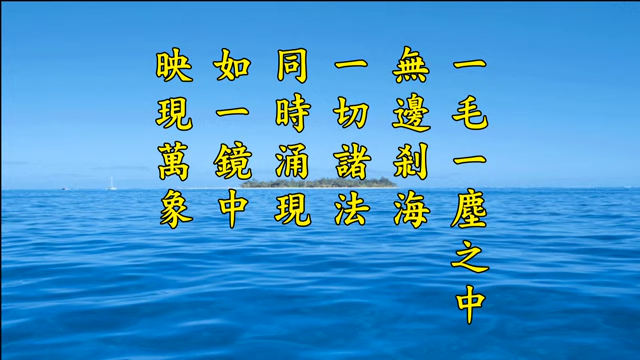 一毛一塵之中
無邊剎海
一切諸法
同時涌現
如一鏡中
映現萬象